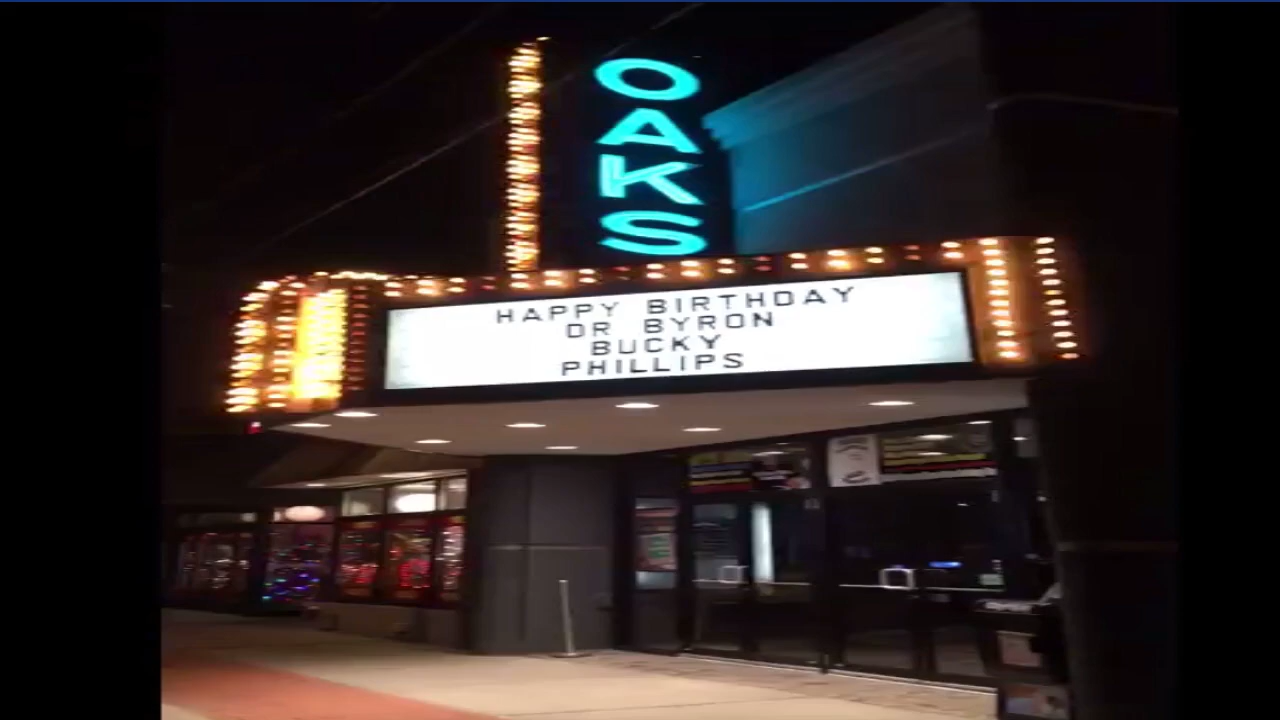 OAKS
HAPPY BIRTHDAY
DR BYRON
BUCKY
PHILLIPS